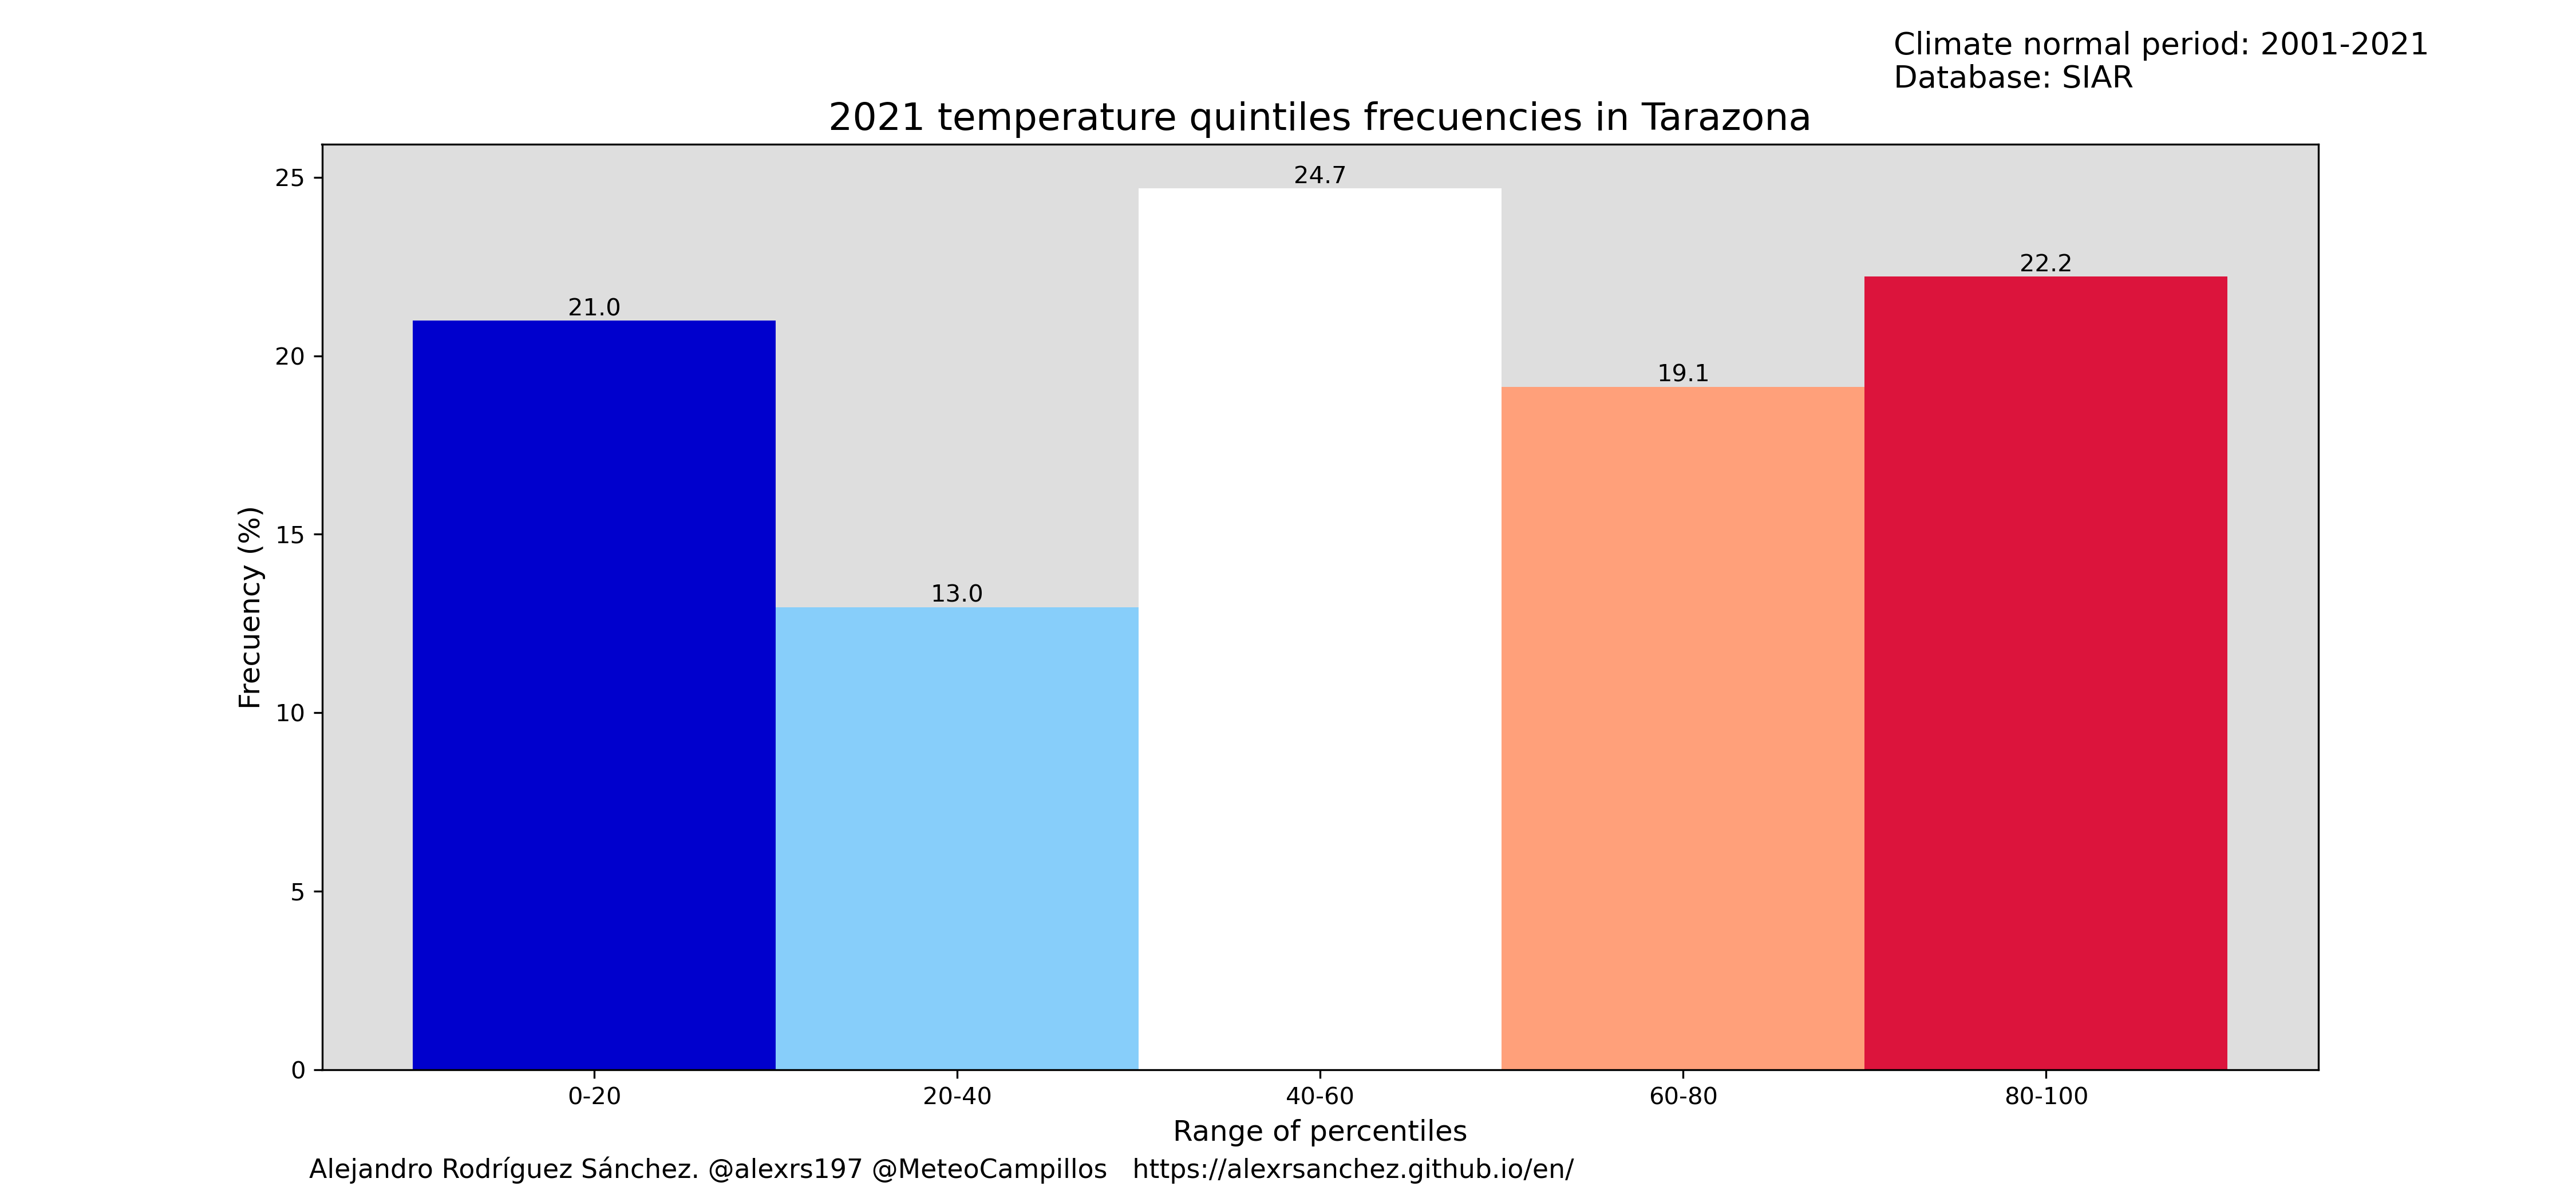 Climate normal period: 2001-2021
Database: SIAR
2021 temperature quintiles frecuencies in Tarazona
25
20
15
10
5
0
Frecuency (%)
21.0
13.0
24.7
19.1
22.2
0-20
20-40
40-60
60-80
80-100
Range of percentiles
Alejandro Rodríguez Sánchez. @alexrs197 @MeteoCampillos https://alexrsanchez.github.io/en/